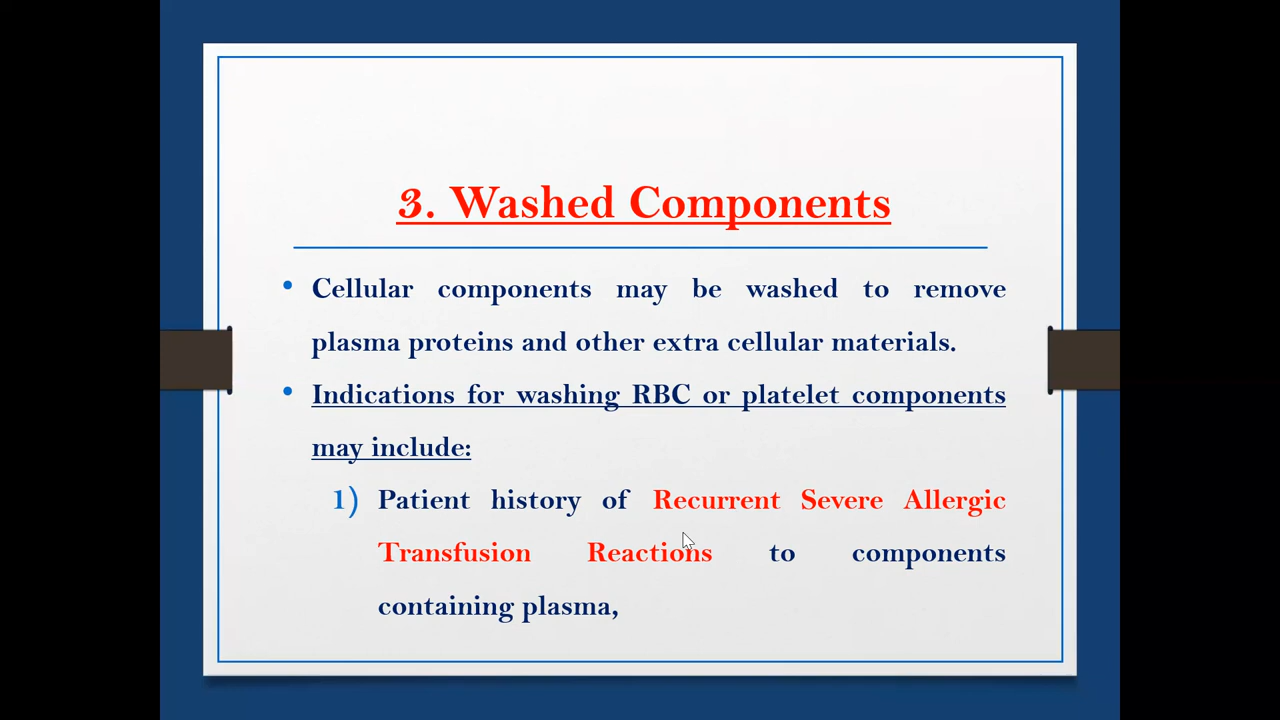 3. Washed Components
• Cellular components may be washed to remove
plasma proteins and other extra cellular materials.
• Indications for washing RBC or platelet components
may include:
1) Patient history of Recurrent Severe Allergic
Transfusion Reactions to components
containing plasma,